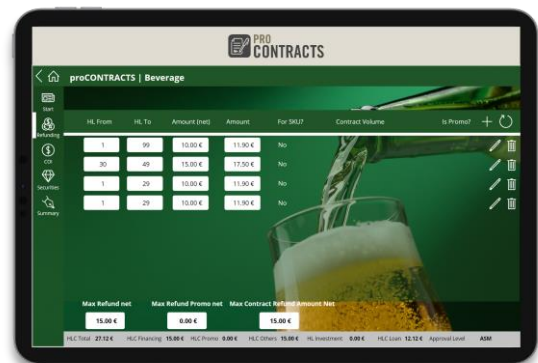 PRO
CONTRACTS
proCONTRACTS | Beverage
Start
HL From HL To Amount (net) Amount For SKU? Contract Volume Is Promo?
Refunding
1 99 10.00 € 11.90 € No
30 49 15.00 € 17.50 € No
COI
1 29 10.00 € 11.90 € No
Securities
1 29 10.00 € 11.90 € No
Summary
Max Refund net Max Refund Promo net Max Contract Refund Amount Net
15.00 € 0.00 € 15.00 €
HLC Total 27.12 € HLC Financing 15.00 € HLC Promo 0.00 € HLC Others 15.00 € HL Investment 0.00 € HLC Loan 12.12 € Approval Level ASM